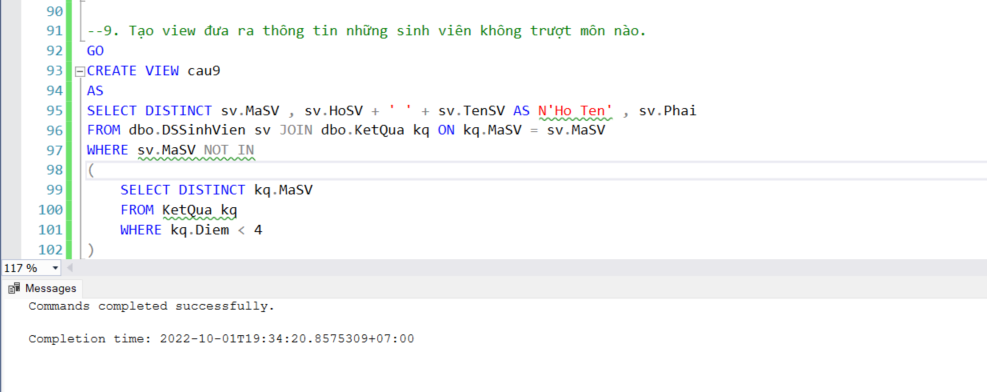 90
91 --9. Tạo view đưa ra thông tin những sinh viên không trượt môn nào.
92 GO
93 CREATE VIEW cau9
94 AS
95 SELECT DISTINCT sv.MaSV , sv.HoSV + ' ' + sv.TenSV AS N'Ho Ten' , sv.Phai
96 FROM dbo.DSSinhVien sv JOIN dbo.KetQua kq ON kq.MaSV = sv.MaSV
97 WHERE sv.MaSV NOT IN
98 (
99 SELECT DISTINCT kq.MaSV
100 FROM KetQua kq
101 WHERE kq.Diem < 4
102 )
117 %
Messages
Commands completed successfully.
Completion time: 2022-10-01T19:34:20.8575309+07:00